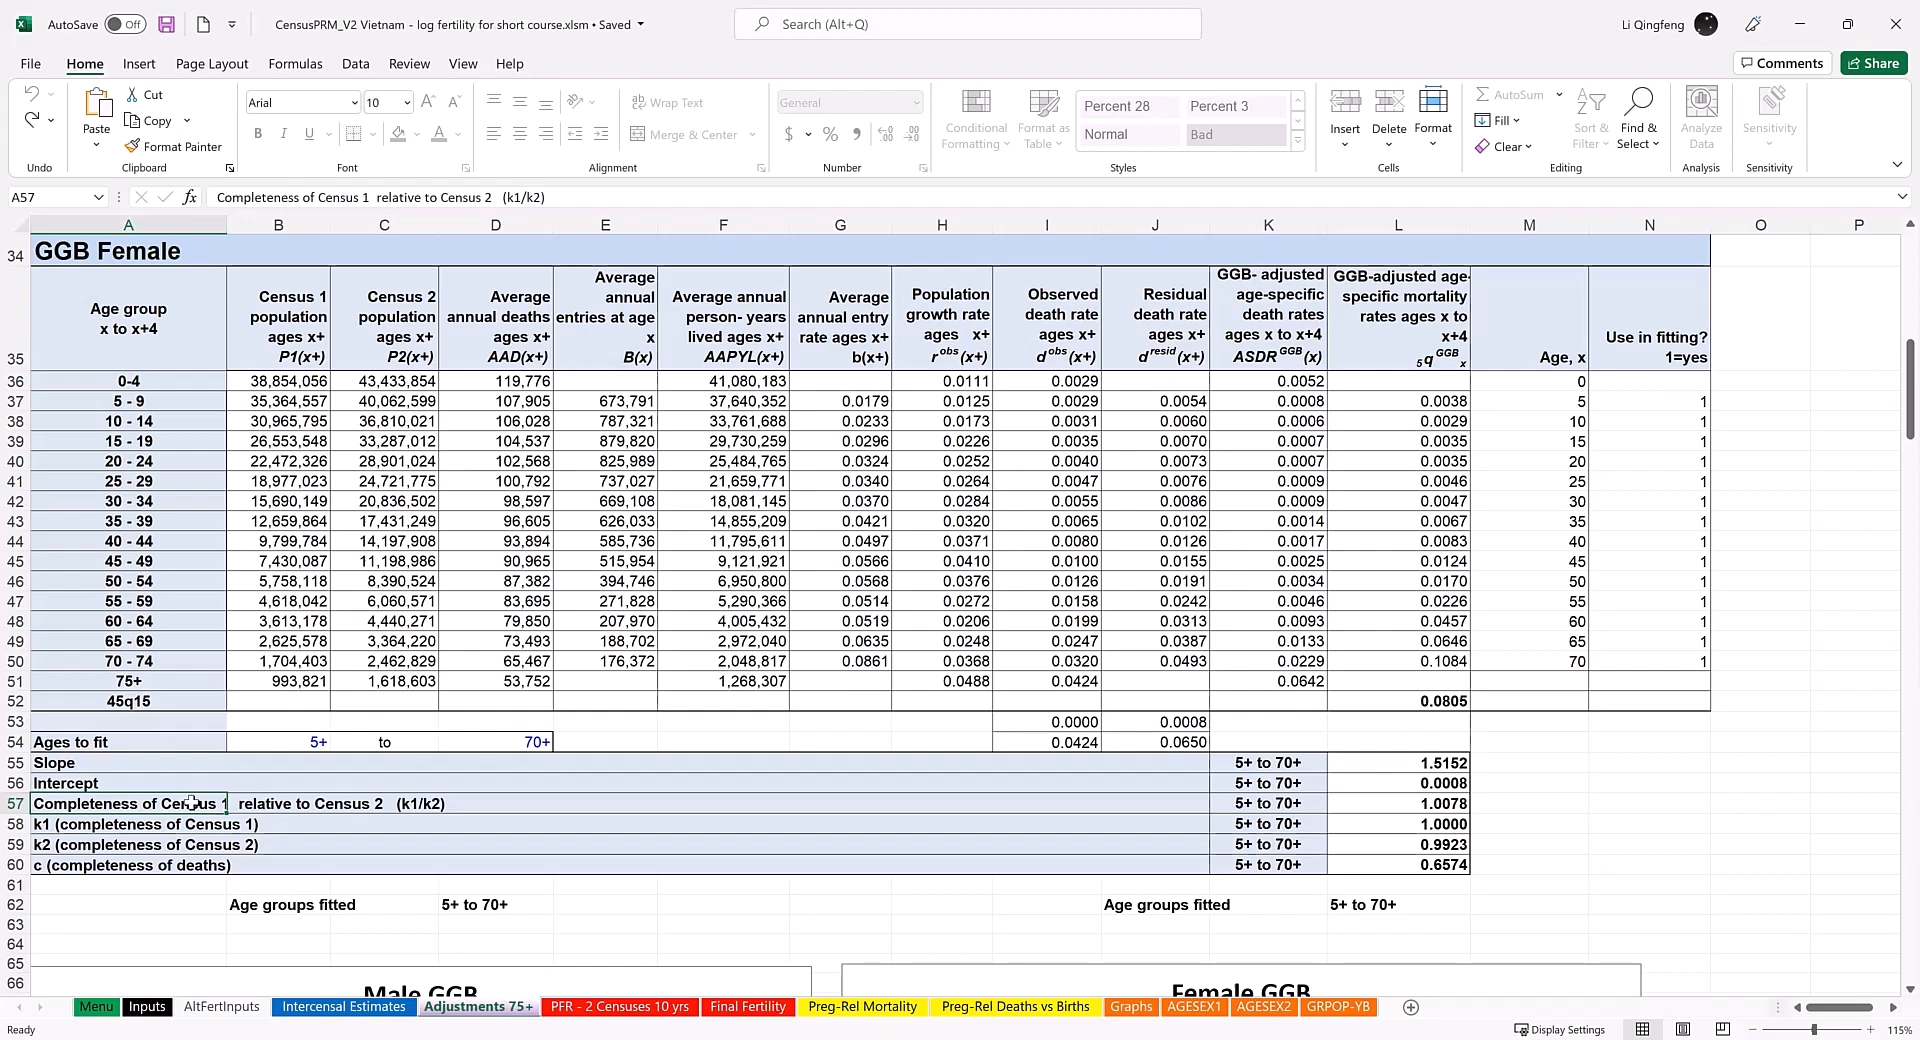 AutoSave Off CensusPRM_V2 Vietnam - log fertility for short course.xlsm • Saved Search (Alt+Q) Li Qingfeng
File Home Insert Page Layout Formulas Data Review View Help Comments Share
Cut Arial 10 Wrap Text General Percent 28 Percent 3 AutoSum
Copy Fill
Paste Format Painter Merge & Center Conditional Formatting Format as Table Normal Bad Insert Delete Format Clear Sort & Filter Find & Select Analyze Data Sensitivity
Undo Clipboard Font Alignment Number Styles Cells Editing Analysis Sensitivity
A57 fx Completeness of Census 1 relative to Census 2 (k1/k2)
A B C D E F G H I J K L M N O P
34 GGB Female
35 Age group x to x+4
Census 1 population ages x+ P1(x+)
Census 2 population ages x+ P2(x+)
Average annual deaths ages x+ AAD(x+)
Average annual entries at age x B(x)
Average annual person- years lived ages x+ AAPYL(x+)
Average annual entry rate ages x+ b(x+)
Population growth rate ages x+ r obs (x+)
Observed death rate ages x+ d obs (x+)
Residual death rate ages x+ d resid (x+)
GGB- adjusted age-specific death rates ages x to x+4 ASDR GGB (x)
GGB-adjusted age- specific mortality rates ages x to x+4 5 q GGB x
Age, x
Use in fitting? 1=yes
36 0-4 38,854,056 43,433,854 119,776 41,080,183 0.0111 0.0029 0.0052 0
37 5 - 9 35,364,557 40,062,599 107,905 673,791 37,640,352 0.0179 0.0125 0.0029 0.0054 0.0008 0.0038 5 1
38 10 - 14 30,965,795 36,810,021 106,028 787,321 33,761,688 0.0233 0.0173 0.0031 0.0060 0.0006 0.0029 10 1
39 15 - 19 26,553,548 33,287,012 104,537 879,820 29,730,259 0.0296 0.0226 0.0035 0.0070 0.0007 0.0035 15 1
40 20 - 24 22,472,326 28,901,024 102,568 825,989 25,484,765 0.0324 0.0252 0.0040 0.0073 0.0007 0.0035 20 1
41 25 - 29 18,977,023 24,721,775 100,792 737,027 21,659,771 0.0340 0.0264 0.0047 0.0076 0.0009 0.0046 25 1
42 30 - 34 15,690,149 20,836,502 98,597 669,108 18,081,145 0.0370 0.0284 0.0055 0.0086 0.0009 0.0047 30 1
43 35 - 39 12,659,864 17,431,249 96,605 626,033 14,855,209 0.0421 0.0320 0.0065 0.0102 0.0014 0.0067 35 1
44 40 - 44 9,799,784 14,197,908 93,894 585,736 11,795,611 0.0497 0.0371 0.0080 0.0126 0.0017 0.0083 40 1
45 45 - 49 7,430,087 11,198,986 90,965 515,954 9,121,921 0.0566 0.0410 0.0100 0.0155 0.0025 0.0124 45 1
46 50 - 54 5,758,118 8,390,524 87,382 394,746 6,950,800 0.0568 0.0376 0.0126 0.0191 0.0034 0.0170 50 1
47 55 - 59 4,618,042 6,060,571 83,695 271,828 5,290,366 0.0514 0.0272 0.0158 0.0242 0.0046 0.0226 55 1
48 60 - 64 3,613,178 4,440,271 79,850 207,970 4,005,432 0.0519 0.0206 0.0199 0.0313 0.0093 0.0457 60 1
49 65 - 69 2,625,578 3,364,220 73,493 188,702 2,972,040 0.0635 0.0248 0.0247 0.0387 0.0133 0.0646 65 1
50 70 - 74 1,704,403 2,462,829 65,467 176,372 2,048,817 0.0861 0.0368 0.0320 0.0493 0.0229 0.1084 70 1
51 75+ 993,821 1,618,603 53,752 1,268,307 0.0488 0.0424 0.0642
52 45q15 0.0805
53 0.0000 0.0008
54 Ages to fit 5+ to 70+ 0.0424 0.0650
55 Slope 5+ to 70+ 1.5152
56 Intercept 5+ to 70+ 0.0008
57 Completeness of Census 1 relative to Census 2 (k1/k2) 5+ to 70+ 1.0078
58 k1 (completeness of Census 1) 5+ to 70+ 1.0000
59 k2 (completeness of Census 2) 5+ to 70+ 0.9923
60 c (completeness of deaths) 5+ to 70+ 0.6574
61
62 Age groups fitted 5+ to 70+ Age groups fitted 5+ to 70+
63
64
65
66 Male GGB Female GGB
Menu Inputs AltFertInputs Intercensal Estimates Adjustments 75+ PFR - 2 Censuses 10 yrs Final Fertility Preg-Rel Mortality Preg-Rel Deaths vs Births Graphs AGESEX1 AGESEX2 GRPOP-YB
Ready Display Settings 115%